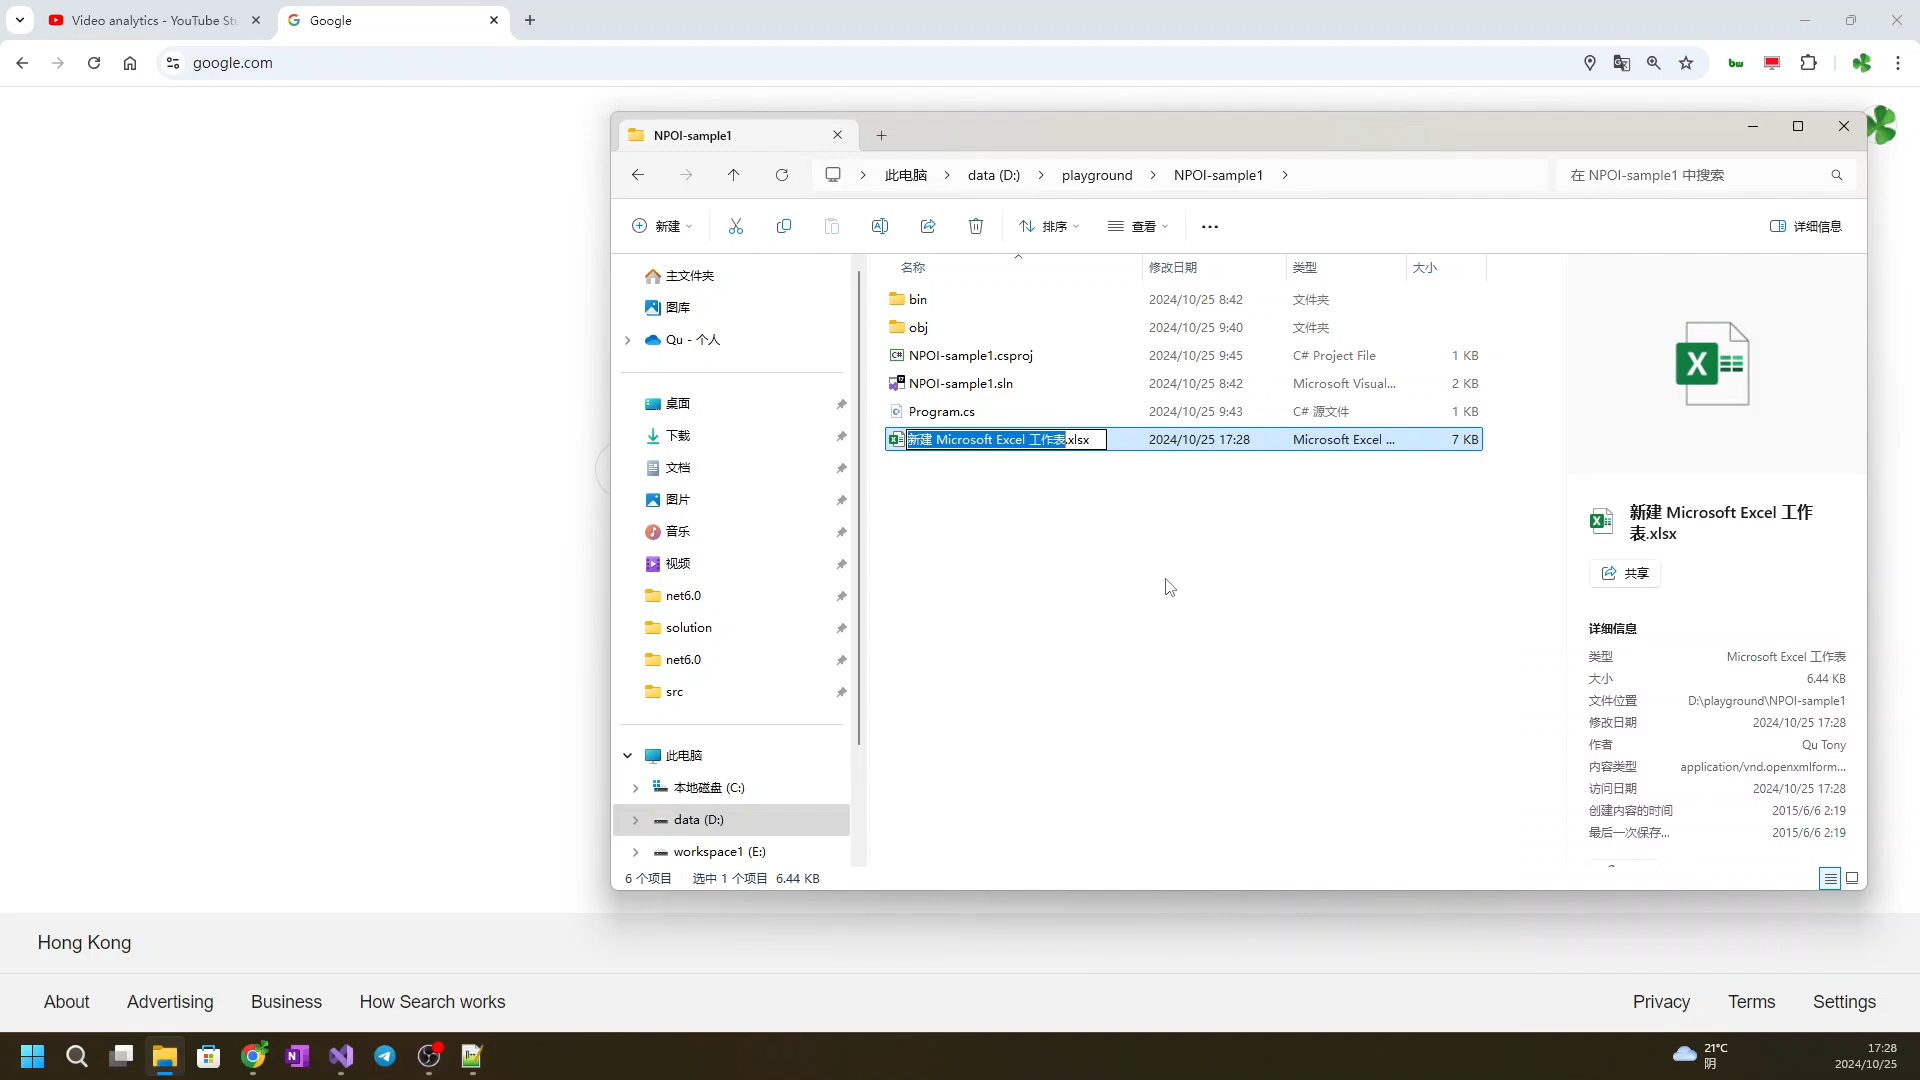 Video analytics - YouTube Stu
Google
google.com
bw
NPOI-sample1
此电脑
data (D:)
playground
NPOI-sample1
在 NPOI-sample1 中搜索
新建
排序
查看
详细信息
名称
修改日期
类型
大小
bin
2024/10/25 8:42
文件夹
obj
2024/10/25 9:40
文件夹
NPOI-sample1.csproj
2024/10/25 9:45
C# Project File
1 KB
NPOI-sample1.sln
2024/10/25 8:42
Microsoft Visual...
2 KB
Program.cs
2024/10/25 9:43
C# 源文件
1 KB
新建 Microsoft Excel 工作表.xlsx
2024/10/25 17:28
Microsoft Excel ...
7 KB
主文件夹
图库
Qu - 个人
桌面
下载
文档
图片
音乐
视频
net6.0
solution
net6.0
src
此电脑
本地磁盘 (C:)
data (D:)
workspace1 (E:)
新建 Microsoft Excel 工作
表.xlsx
共享
详细信息
类型
Microsoft Excel 工作表
大小
6.44 KB
文件位置
D:\playground\NPOI-sample1
修改日期
2024/10/25 17:28
作者
Qu Tony
内容类型
application/vnd.openxmlform...
访问日期
2024/10/25 17:28
创建内容的时间
2015/6/6 2:19
最后一次保存...
2015/6/6 2:19
6 个项目
选中 1 个项目 6.44 KB
Hong Kong
About
Advertising
Business
How Search works
Privacy
Terms
Settings
21°C
阴
17:28
2024/10/25